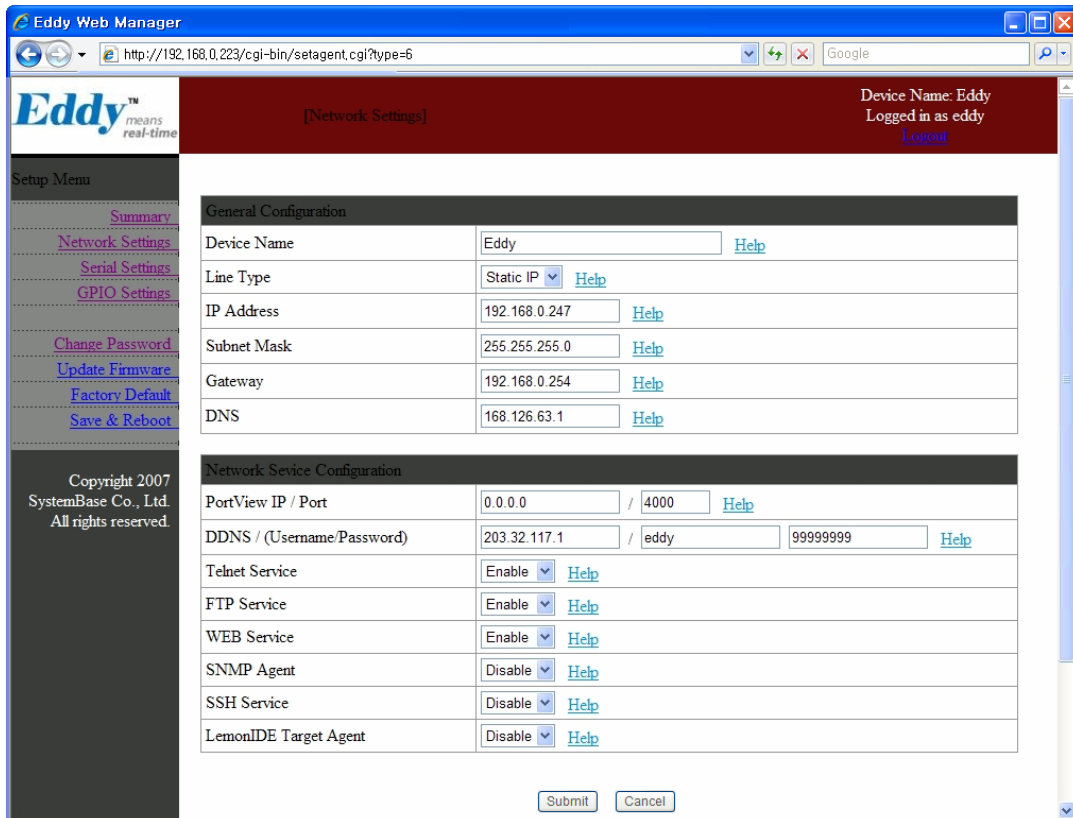 Eddy Web Manager
http://192,168,0,223/cgi-bin/setagent,cgi?type=6
Google
Eddy™ means real-time
[Network Settings]
Device Name: Eddy
Logged in as eddy
Logout
Setup Menu
Summary
Network Settings
Serial Settings
GPIO Settings
Change Password
Update Firmware
Factory Default
Save & Reboot
Copyright 2007
SystemBase Co., Ltd.
All rights reserved.
General Configuration
Device Name Eddy Help
Line Type Static IP Help
IP Address 192.168.0.247 Help
Subnet Mask 255.255.255.0 Help
Gateway 192.168.0.254 Help
DNS 168.126.63.1 Help
Network Sevice Configuration
PortView IP / Port 0.0.0.0 / 4000 Help
DDNS / (Username/Password) 203.32.117.1 / eddy 99999999 Help
Telnet Service Enable Help
FTP Service Enable Help
WEB Service Enable Help
SNMP Agent Disable Help
SSH Service Disable Help
LemonIDE Target Agent Disable Help
Submit Cancel